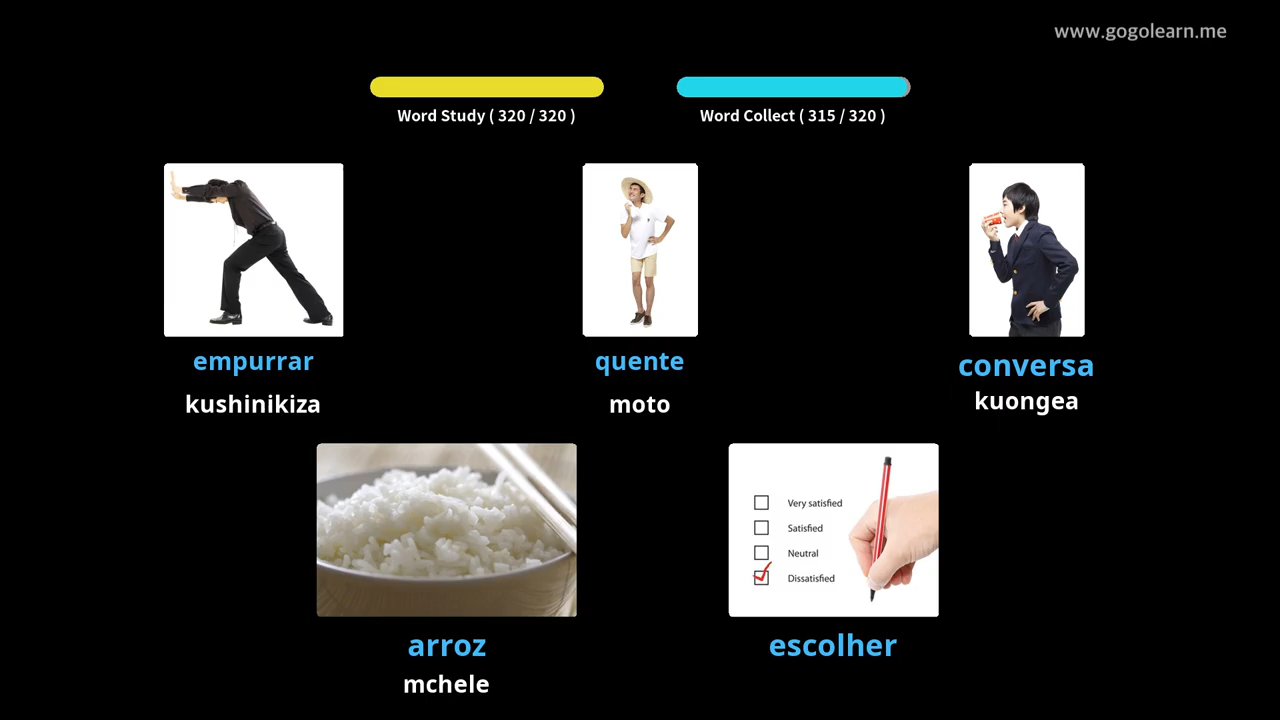 www.gogolearn.me
Word Study ( 320 / 320 )
Word Collect ( 315 / 320 )
empurrar
kushinikiza
quente
moto
conversa
kuongea
arroz
mchele
Very satisfied
Satisfied
Neutral
Dissatisfied
escolher